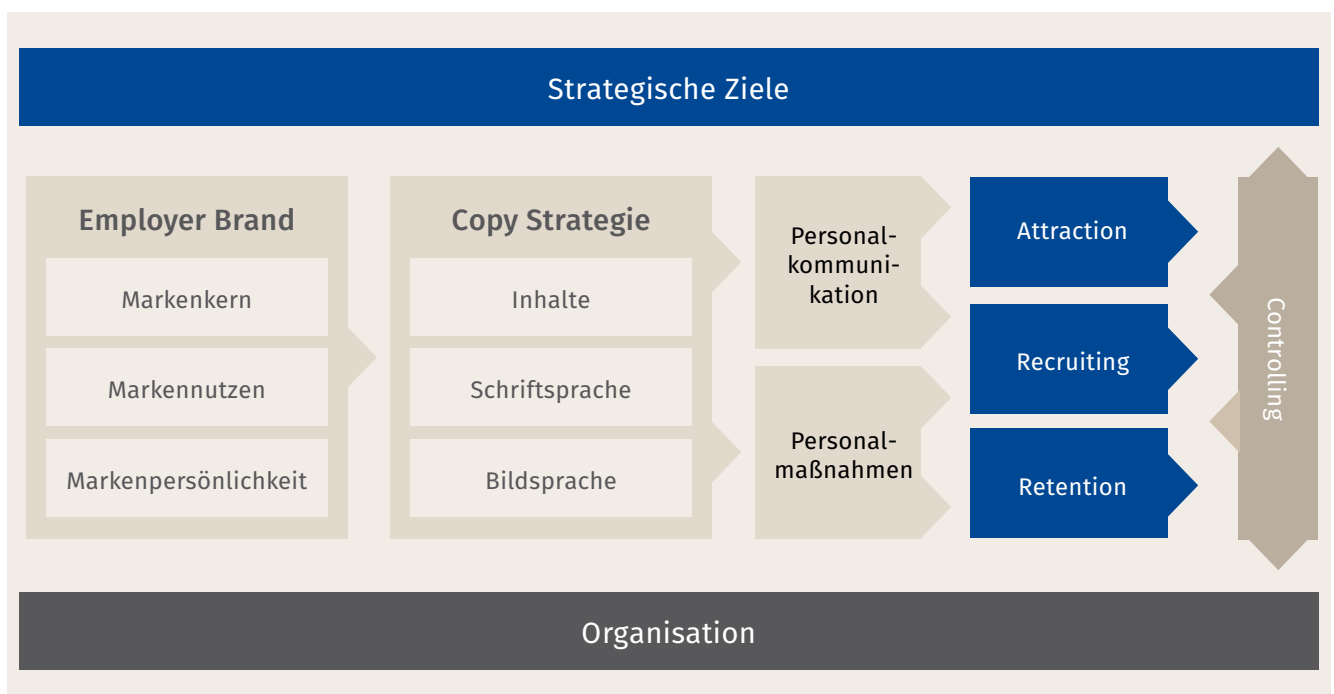 Strategische Ziele
Employer Brand
Markenkern
Markennutzen
Markenpersönlichkeit
Copy Strategie
Inhalte
Schriftsprache
Bildsprache
Personal-
kommuni-
kation
Personal-
maßnahmen
Attraction
Recruiting
Retention
Controlling
Organisation